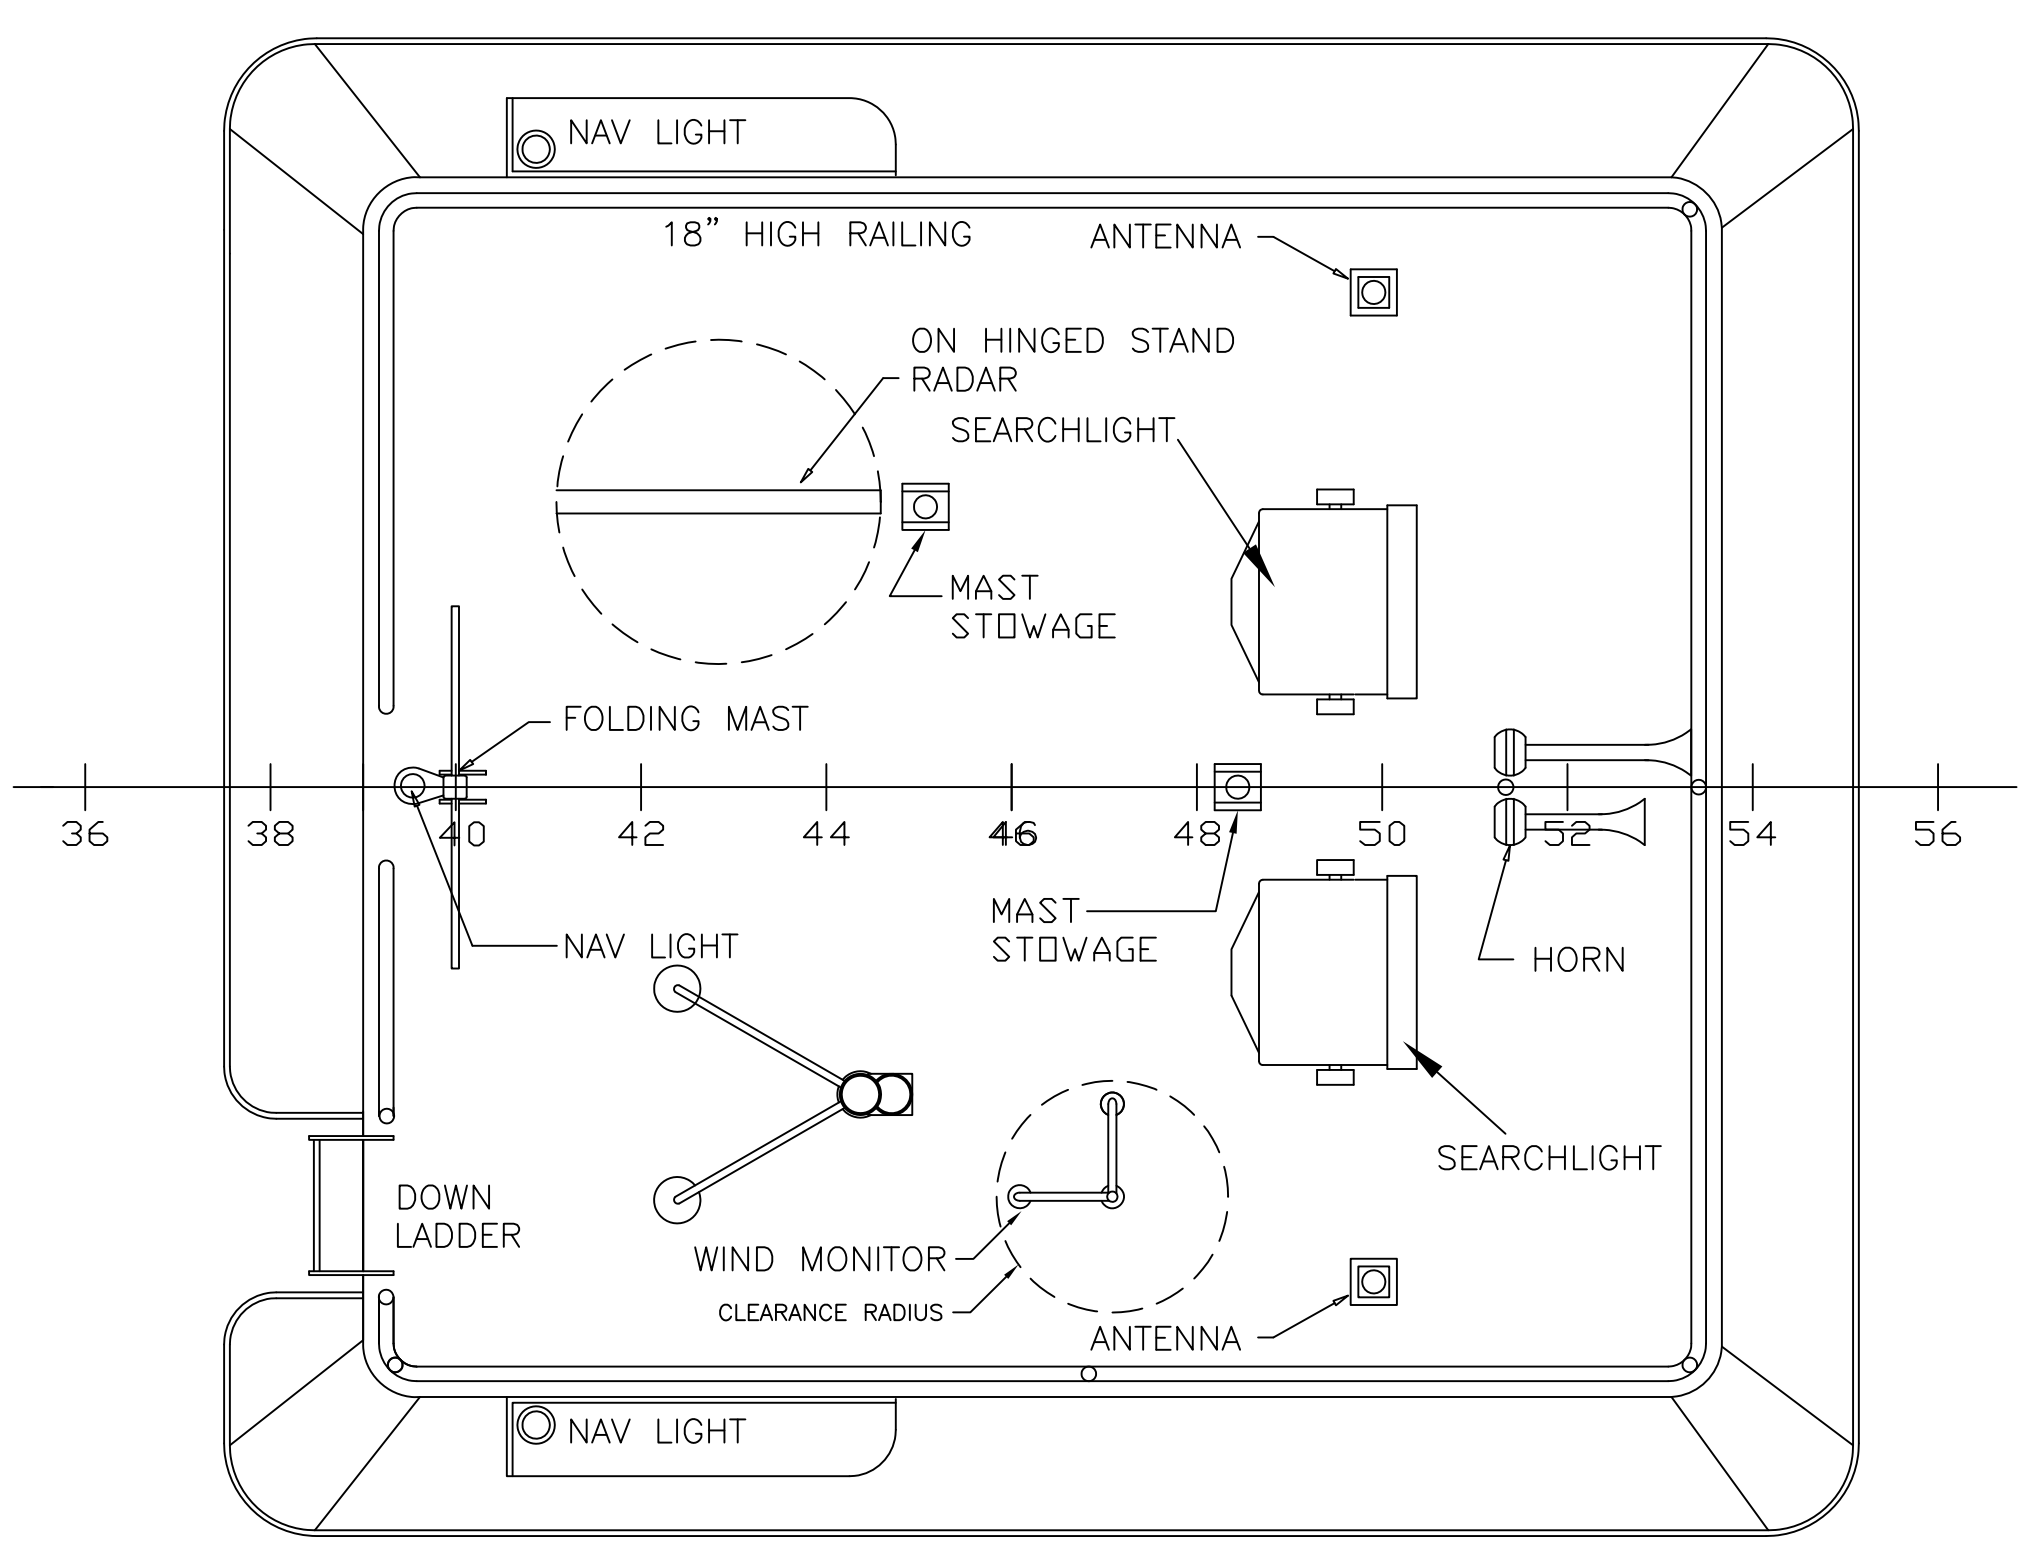 NAV LIGHT
18” HIGH RAILING
ANTENNA
ON HINGED STAND
RADAR
SEARCHLIGHT
MAST
STOWAGE
FOLDING MAST
36
38
40
42
44
46
48
50
52
54
56
MAST
STOWAGE
NAV LIGHT
HORN
SEARCHLIGHT
DOWN
LADDER
WIND MONITOR
CLEARANCE RADIUS
ANTENNA
NAV LIGHT